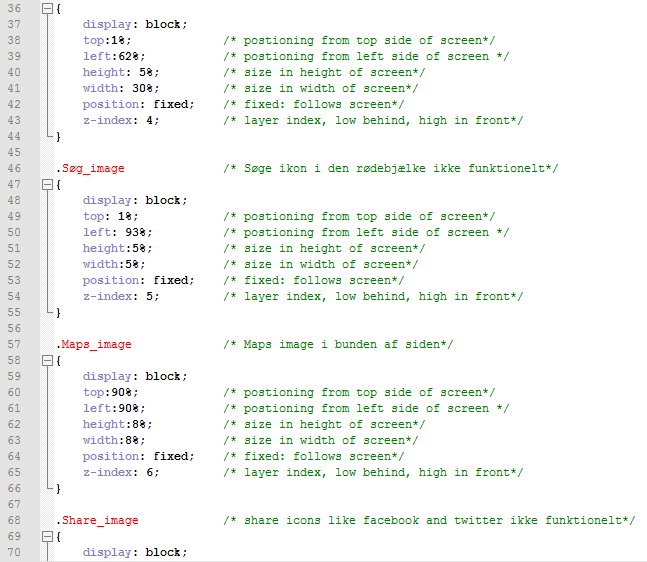 36 {
37 display: block;
38 top:1%; /* postioning from top side of screen*/
39 left:62%; /* postioning from left side of screen */
40 height: 5%; /* size in height of screen*/
41 width: 30%; /* size in width of screen*/
42 position: fixed; /* fixed: follows screen*/
43 z-index: 4; /* layer index, low behind, high in front*/
44 }
45
46 .Søg_image /* Søge ikon i den rødebjælke ikke funktionelt*/
47 {
48 display: block;
49 top: 1%; /* postioning from top side of screen*/
50 left: 93%; /* postioning from left side of screen */
51 height:5%; /* size in height of screen*/
52 width:5%; /* size in width of screen*/
53 position: fixed; /* fixed: follows screen*/
54 z-index: 5; /* layer index, low behind, high in front*/
55 }
56
57 .Maps_image /* Maps image i bunden af siden*/
58 {
59 display: block;
60 top:90%; /* postioning from top side of screen*/
61 left:90%; /* postioning from left side of screen */
62 height:8%; /* size in height of screen*/
63 width:8%; /* size in width of screen*/
64 position: fixed; /* fixed: follows screen*/
65 z-index: 6; /* layer index, low behind, high in front*/
66 }
67
68 .Share_image /* share icons like facebook and twitter ikke funktionelt*/
69 {
70 display: block;